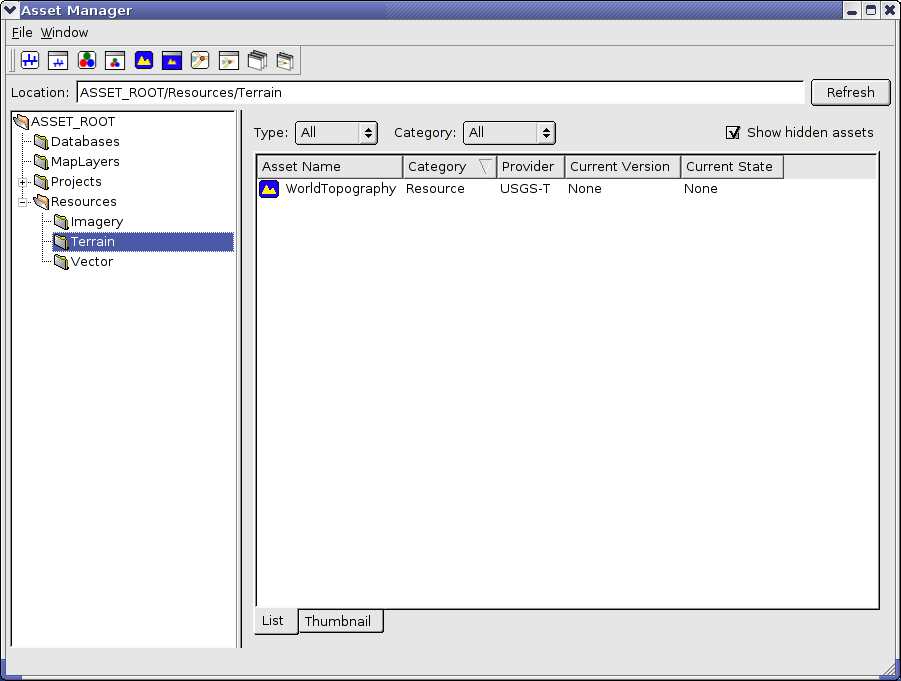 Asset Manager
File Window
Location: ASSET_ROOT/Resources/Terrain Refresh
ASSET_ROOT
Databases
MapLayers
Projects
Resources
Imagery
Terrain
Vector
Type: All Category: All Show hidden assets
Asset Name Category Provider Current Version Current State
WorldTopography Resource USGS-T None None
List Thumbnail